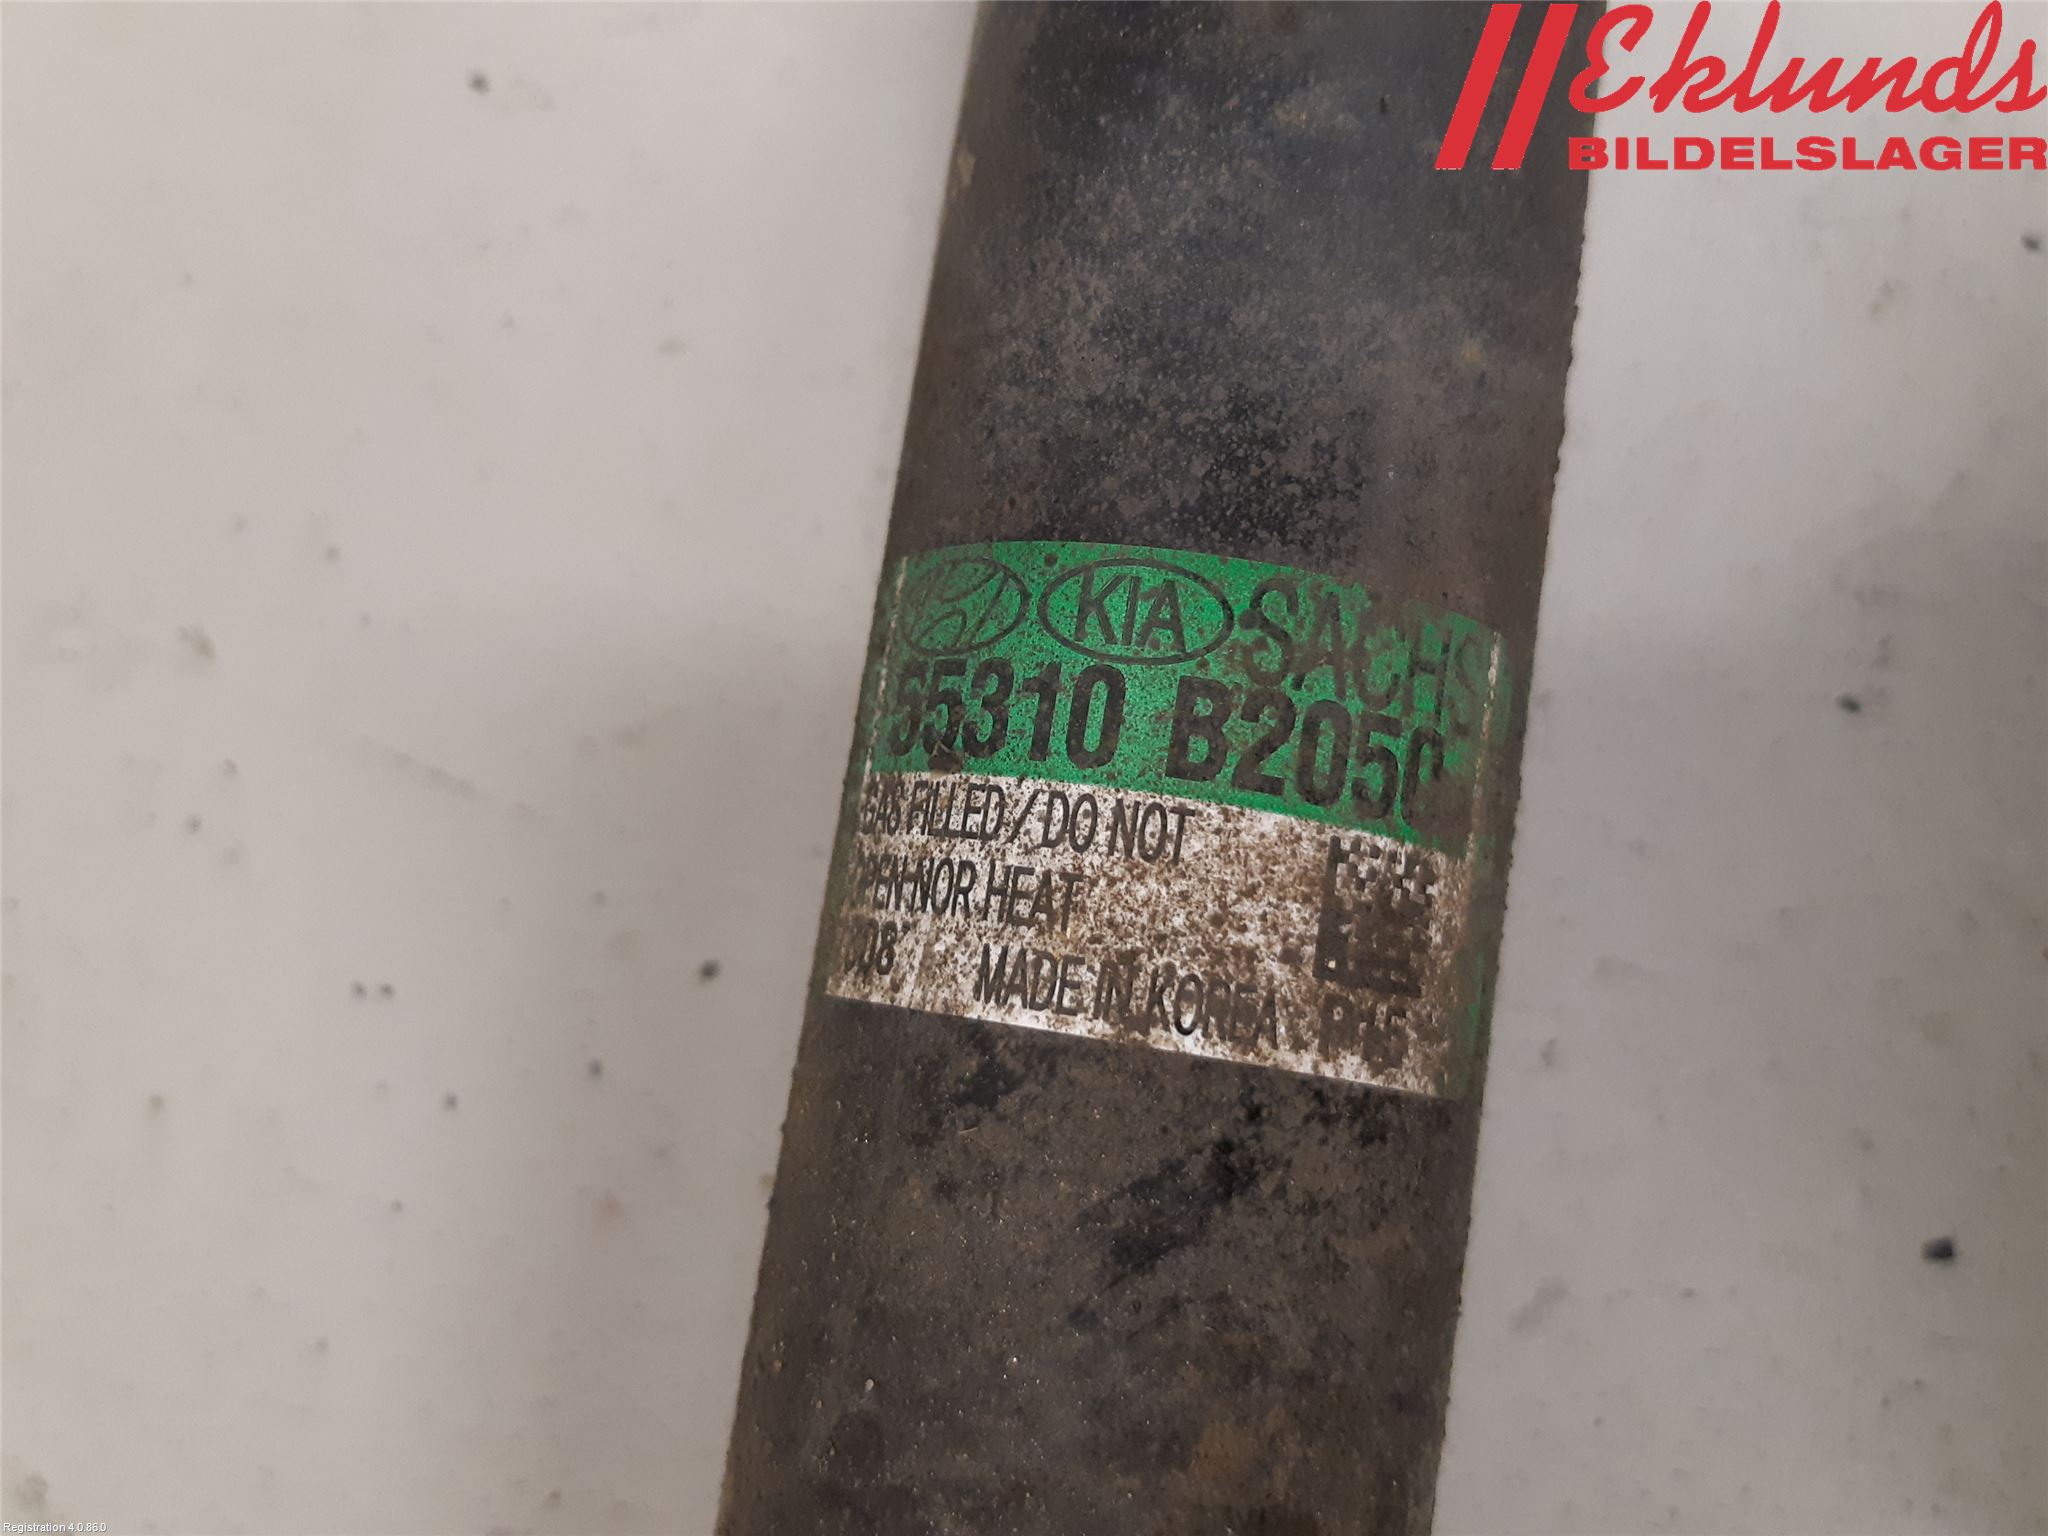 Eklunds
BILDELSLAGER
KIA SACHS
55310 B2050
GAS FILLED / DO NOT
OPEN NOR HEAT
MADE IN KOREA
Registration 4.0.86.0